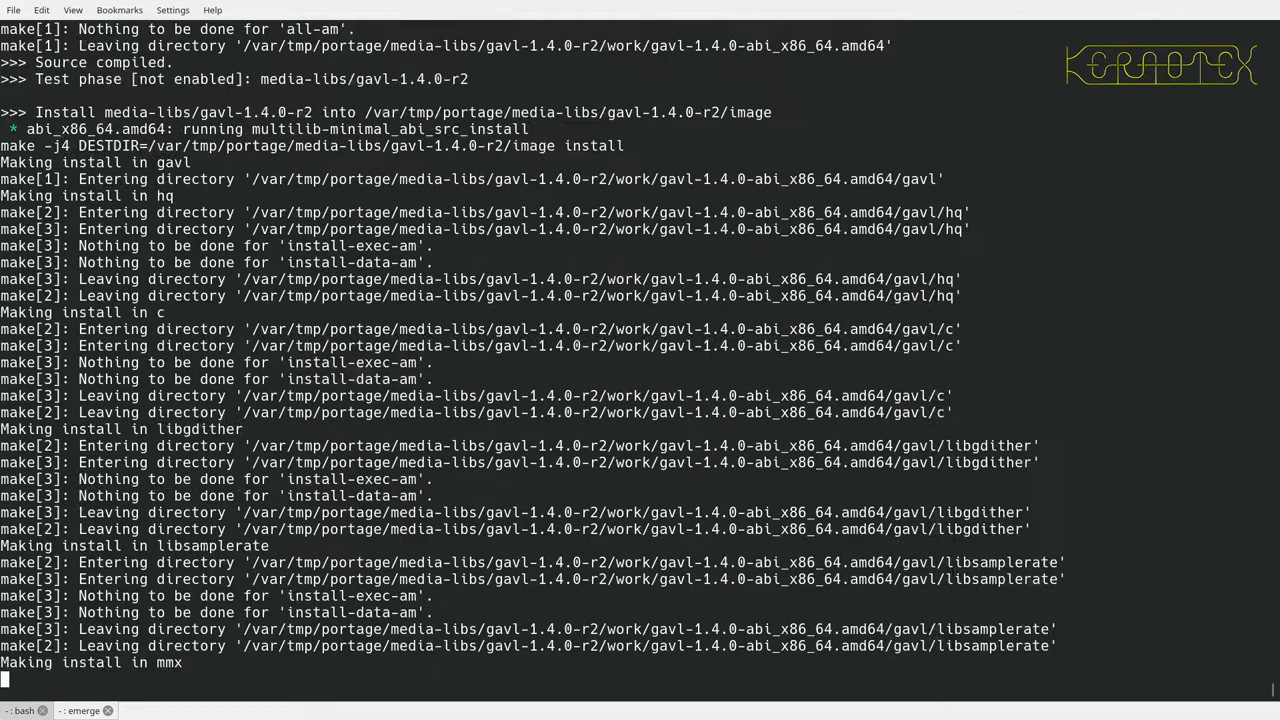 File Edit View Bookmarks Settings Help
make[1]: Nothing to be done for 'all-am'.
make[1]: Leaving directory '/var/tmp/portage/media-libs/gavl-1.4.0-r2/work/gavl-1.4.0-abi_x86_64.amd64'
>>> Source compiled.
>>> Test phase [not enabled]: media-libs/gavl-1.4.0-r2
KERAOTEX
>>> Install media-libs/gavl-1.4.0-r2 into /var/tmp/portage/media-libs/gavl-1.4.0-r2/image
* abi_x86_64.amd64: running multilib-minimal_abi_src_install
make -j4 DESTDIR=/var/tmp/portage/media-libs/gavl-1.4.0-r2/image install
Making install in gavl
make[1]: Entering directory '/var/tmp/portage/media-libs/gavl-1.4.0-r2/work/gavl-1.4.0-abi_x86_64.amd64/gavl'
Making install in hq
make[2]: Entering directory '/var/tmp/portage/media-libs/gavl-1.4.0-r2/work/gavl-1.4.0-abi_x86_64.amd64/gavl/hq'
make[3]: Entering directory '/var/tmp/portage/media-libs/gavl-1.4.0-r2/work/gavl-1.4.0-abi_x86_64.amd64/gavl/hq'
make[3]: Nothing to be done for 'install-exec-am'.
make[3]: Nothing to be done for 'install-data-am'.
make[3]: Leaving directory '/var/tmp/portage/media-libs/gavl-1.4.0-r2/work/gavl-1.4.0-abi_x86_64.amd64/gavl/hq'
make[2]: Leaving directory '/var/tmp/portage/media-libs/gavl-1.4.0-r2/work/gavl-1.4.0-abi_x86_64.amd64/gavl/hq'
Making install in c
make[2]: Entering directory '/var/tmp/portage/media-libs/gavl-1.4.0-r2/work/gavl-1.4.0-abi_x86_64.amd64/gavl/c'
make[3]: Entering directory '/var/tmp/portage/media-libs/gavl-1.4.0-r2/work/gavl-1.4.0-abi_x86_64.amd64/gavl/c'
make[3]: Nothing to be done for 'install-exec-am'.
make[3]: Nothing to be done for 'install-data-am'.
make[3]: Leaving directory '/var/tmp/portage/media-libs/gavl-1.4.0-r2/work/gavl-1.4.0-abi_x86_64.amd64/gavl/c'
make[2]: Leaving directory '/var/tmp/portage/media-libs/gavl-1.4.0-r2/work/gavl-1.4.0-abi_x86_64.amd64/gavl/c'
Making install in libgdither
make[2]: Entering directory '/var/tmp/portage/media-libs/gavl-1.4.0-r2/work/gavl-1.4.0-abi_x86_64.amd64/gavl/libgdither'
make[3]: Entering directory '/var/tmp/portage/media-libs/gavl-1.4.0-r2/work/gavl-1.4.0-abi_x86_64.amd64/gavl/libgdither'
make[3]: Nothing to be done for 'install-exec-am'.
make[3]: Nothing to be done for 'install-data-am'.
make[3]: Leaving directory '/var/tmp/portage/media-libs/gavl-1.4.0-r2/work/gavl-1.4.0-abi_x86_64.amd64/gavl/libgdither'
make[2]: Leaving directory '/var/tmp/portage/media-libs/gavl-1.4.0-r2/work/gavl-1.4.0-abi_x86_64.amd64/gavl/libgdither'
Making install in libsamplerate
make[2]: Entering directory '/var/tmp/portage/media-libs/gavl-1.4.0-r2/work/gavl-1.4.0-abi_x86_64.amd64/gavl/libsamplerate'
make[3]: Entering directory '/var/tmp/portage/media-libs/gavl-1.4.0-r2/work/gavl-1.4.0-abi_x86_64.amd64/gavl/libsamplerate'
make[3]: Nothing to be done for 'install-exec-am'.
make[3]: Nothing to be done for 'install-data-am'.
make[3]: Leaving directory '/var/tmp/portage/media-libs/gavl-1.4.0-r2/work/gavl-1.4.0-abi_x86_64.amd64/gavl/libsamplerate'
make[2]: Leaving directory '/var/tmp/portage/media-libs/gavl-1.4.0-r2/work/gavl-1.4.0-abi_x86_64.amd64/gavl/libsamplerate'
Making install in mmx
- : bash - : emerge